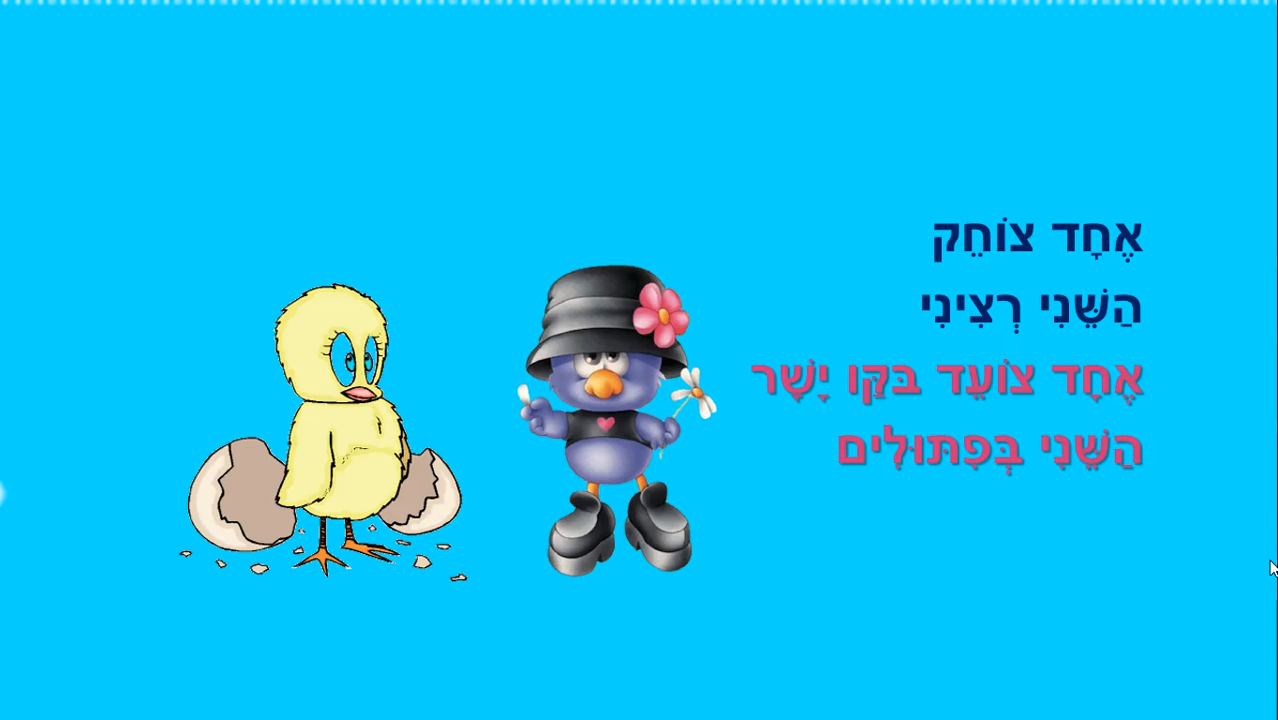 אֶחָד צוֹחֵק
הַשֵּׁנִי רְצִינִי
אֶחָד צוֹעֵד בּקַּו יָשָׁר
הַשֵּׁנִי בְּפִתּוּלִים